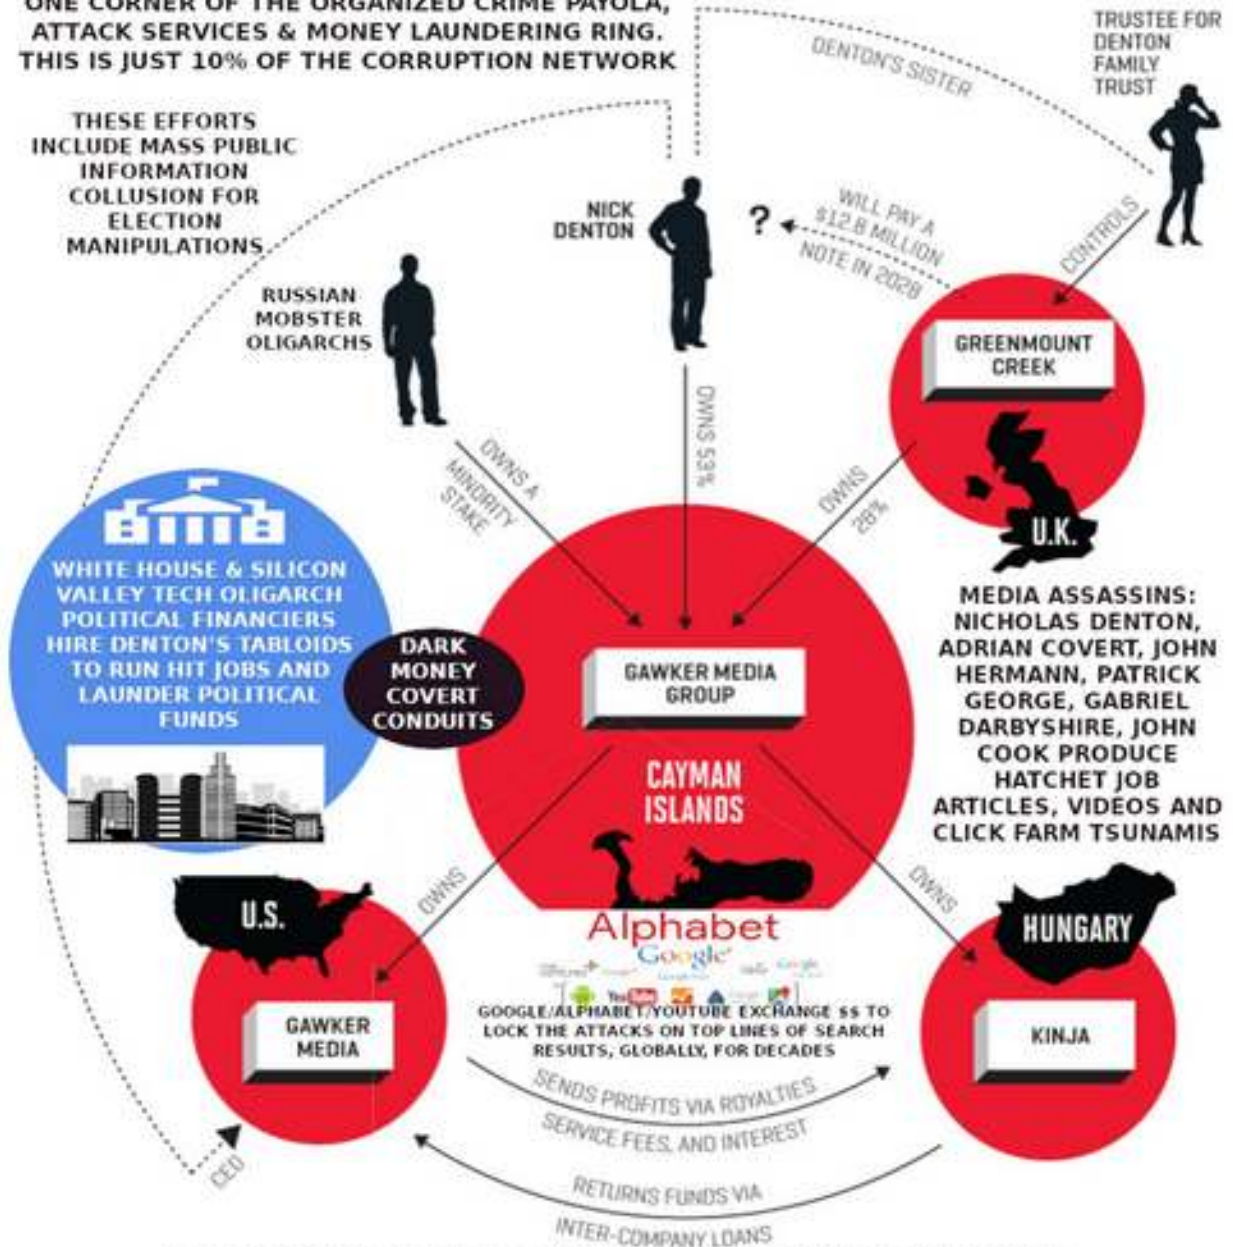 ONE CORNER OF THE ORGANIZED CRIME PAYOLA,
ATTACK SERVICES & MONEY LAUNDERING RING.
THIS IS JUST 10% OF THE CORRUPTION NETWORK
THESE EFFORTS
INCLUDE MASS PUBLIC
INFORMATION
COLLUSION FOR
ELECTION
MANIPULATIONS
DENTON'S SISTER
TRUSTEE FOR
DENTON
FAMILY
TRUST
NICK
DENTON
?
WILL PAY A
$12.8 MILLION
NOTE IN 2028
CONTROLS
RUSSIAN
MOBSTER
OLIGARCHS
GREENMOUNT
CREEK
U.K.
OWNS A
MINORITY
STAKE
OWNS 53%
OWNS
28%
WHITE HOUSE & SILICON
VALLEY TECH OLIGARCH
POLITICAL FINANCIERS
HIRE DENTON'S TABLOIDS
TO RUN HIT JOBS AND
LAUNDER POLITICAL
FUNDS
DARK
MONEY
COVERT
CONDUITS
GAWKER MEDIA
GROUP
CAYMAN
ISLANDS
MEDIA ASSASSINS:
NICHOLAS DENTON,
ADRIAN COVERT, JOHN
HERMANN, PATRICK
GEORGE, GABRIEL
DARBYSHIRE, JOHN
COOK PRODUCE
HATCHET JOB
ARTICLES, VIDEOS AND
CLICK FARM TSUNAMIS
OWNS
OWNS
U.S.
GAWKER
MEDIA
Alphabet
Google
Google
YouTube
GOOGLE/ALPHABET/YOUTUBE EXCHANGE $$ TO
LOCK THE ATTACKS ON TOP LINES OF SEARCH
RESULTS, GLOBALLY, FOR DECADES
HUNGARY
KINJA
SENDS PROFITS VIA ROYALTIES
SERVICE FEES, AND INTEREST
RETURNS FUNDS VIA
INTER-COMPANY LOANS
CEO